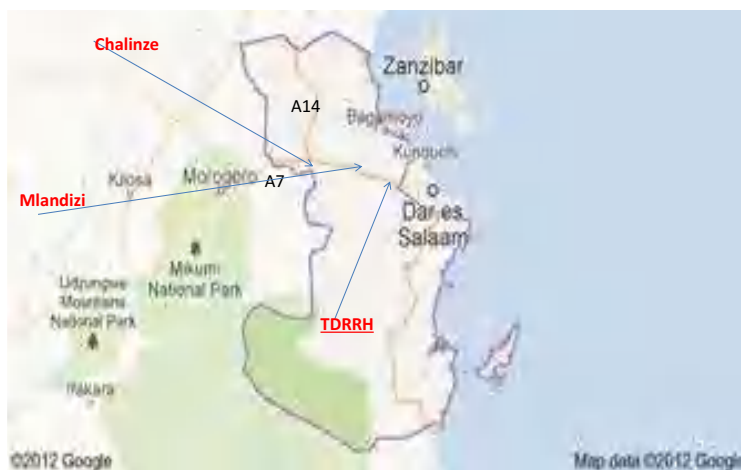 Chalinze
Zanzibar
A14
Bagamoyo
Kunduchi
Kilosa
Morogoro
A7
Mlandizi
Dar es
Salaam
Mikumi
National Park
Mountains
National Park
TDRRH
Ifakara
©2012 Google
Map data ©2012 Google